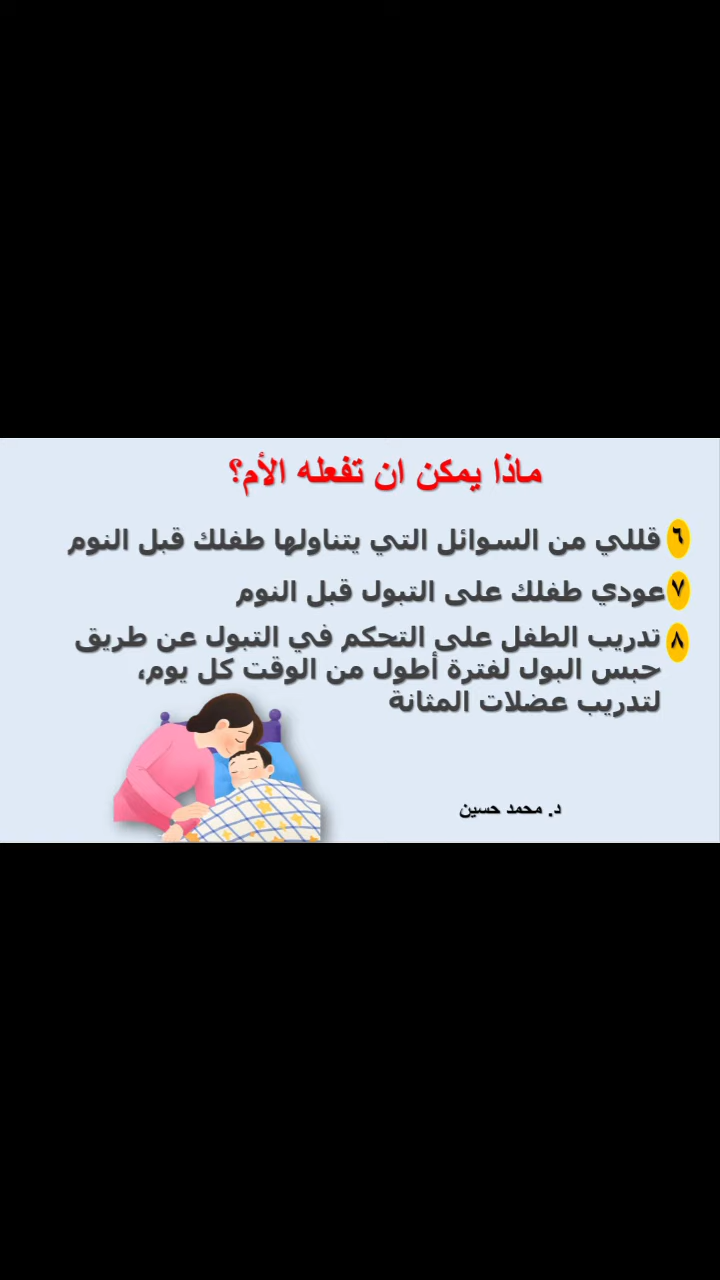 ماذا يمكن ان تفعله الأم؟
٦ قللي من السوائل التي يتناولها طفلك قبل النوم
٧ عودي طفلك على التبول قبل النوم
٨ تدريب الطفل على التحكم في التبول عن طريق
حبس البول لفترة أطول من الوقت كل يوم،
لتدريب عضلات المثانة
د. محمد حسين